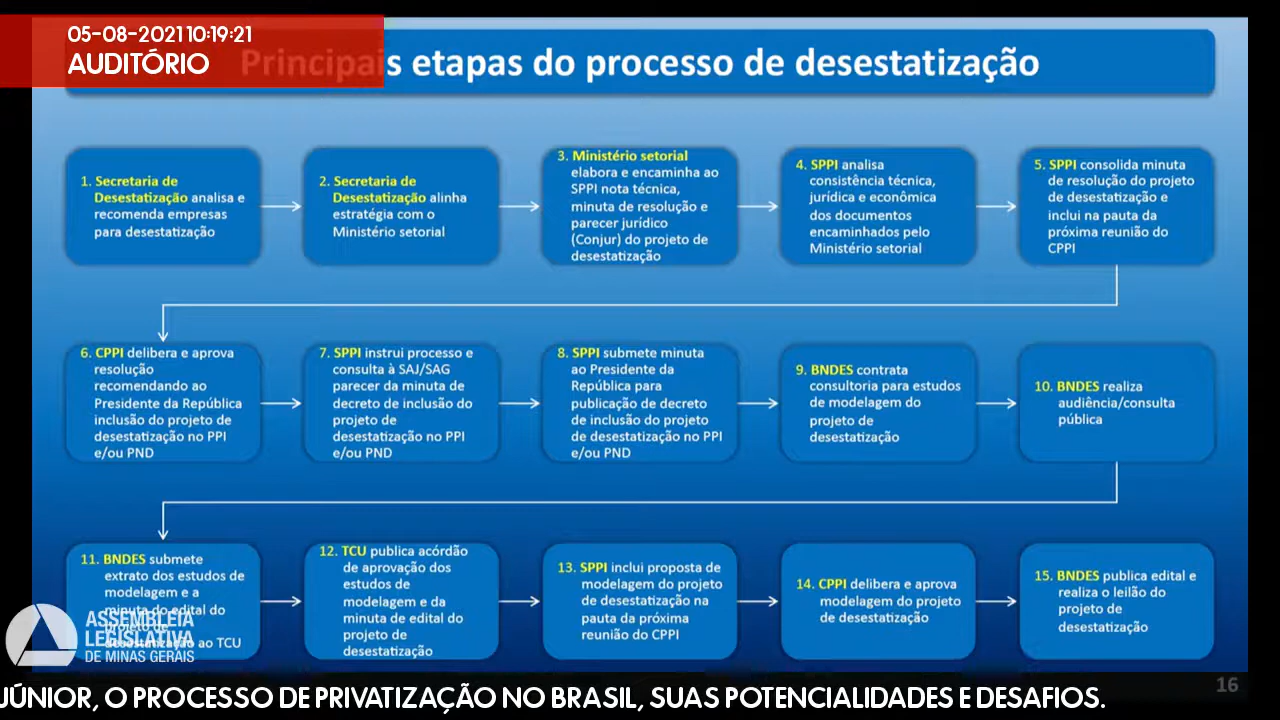 05-08-2021 10:19:21
AUDITÓRIO
Principais etapas do processo de desestatização
1. Secretaria de
Desestatização analisa e
recomenda empresas
para desestatização
2. Secretaria de
Desestatização alinha
estratégia com o
Ministério setorial
3. Ministério setorial
elabora e encaminha ao
SPPI nota técnica,
minuta de resolução e
parecer jurídico
(Conjur) do projeto de
desestatização
4. SPPI analisa
consistência técnica,
jurídica e econômica
dos documentos
encaminhados pelo
Ministério setorial
5. SPPI consolida minuta
de resolução do projeto
de desestatização e
inclui na pauta da
próxima reunião do
CPPI
6. CPPI delibera e aprova
resolução
recomendando ao
Presidente da República
inclusão do projeto de
desestatização no PPI
e/ou PND
7. SPPI instrui processo e
consulta à SAJ/SAG
parecer da minuta de
decreto de inclusão do
projeto de
desestatização no PPI
e/ou PND
8. SPPI submete minuta
ao Presidente da
República para
publicação de decreto
de inclusão do projeto
de desestatização no PPI
e/ou PND
9. BNDES contrata
consultoria para estudos
de modelagem do
projeto de
desestatização
10. BNDES realiza
audiência/consulta
pública
11. BNDES submete
extrato dos estudos de
modelagem e a
minuta do edital do
projeto de
desestatização ao TCU
12. TCU publica acórdão
de aprovação dos
estudos de
modelagem e da
minuta de edital do
projeto de
desestatização
13. SPPI inclui proposta de
modelagem do projeto
de desestatização na
pauta da próxima
reunião do CPPI
14. CPPI delibera e aprova
modelagem do projeto
de desestatização
15. BNDES publica edital e
realiza o leilão do
projeto de
desestatização
ASSEMBLEIA
LEGISLATIVA
DE MINAS GERAIS
16
JÚNIOR, O PROCESSO DE PRIVATIZAÇÃO NO BRASIL, SUAS POTENCIALIDADES E DESAFIOS.